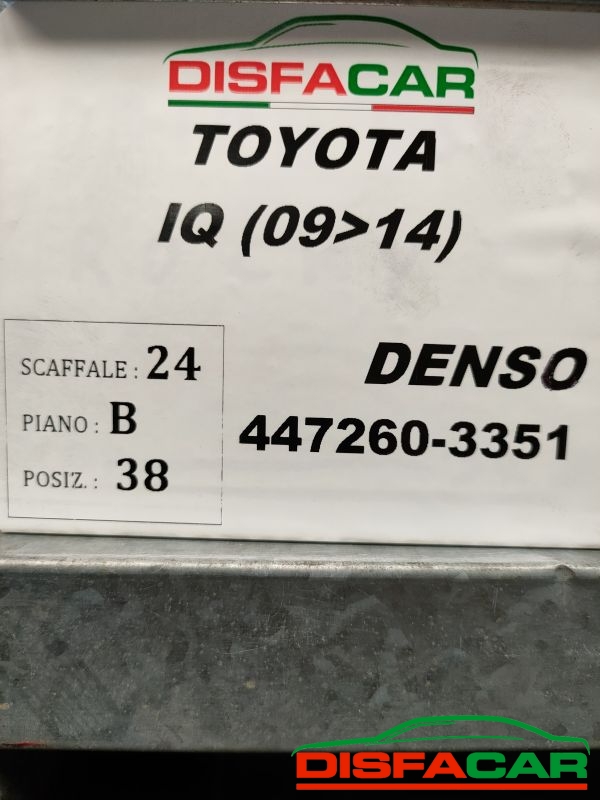 DISFACAR
TOYOTA
IQ (09>14)
SCAFFALE : 24
PIANO : B
POSIZ. : 38
DENSO
447260-3351
DISFACAR